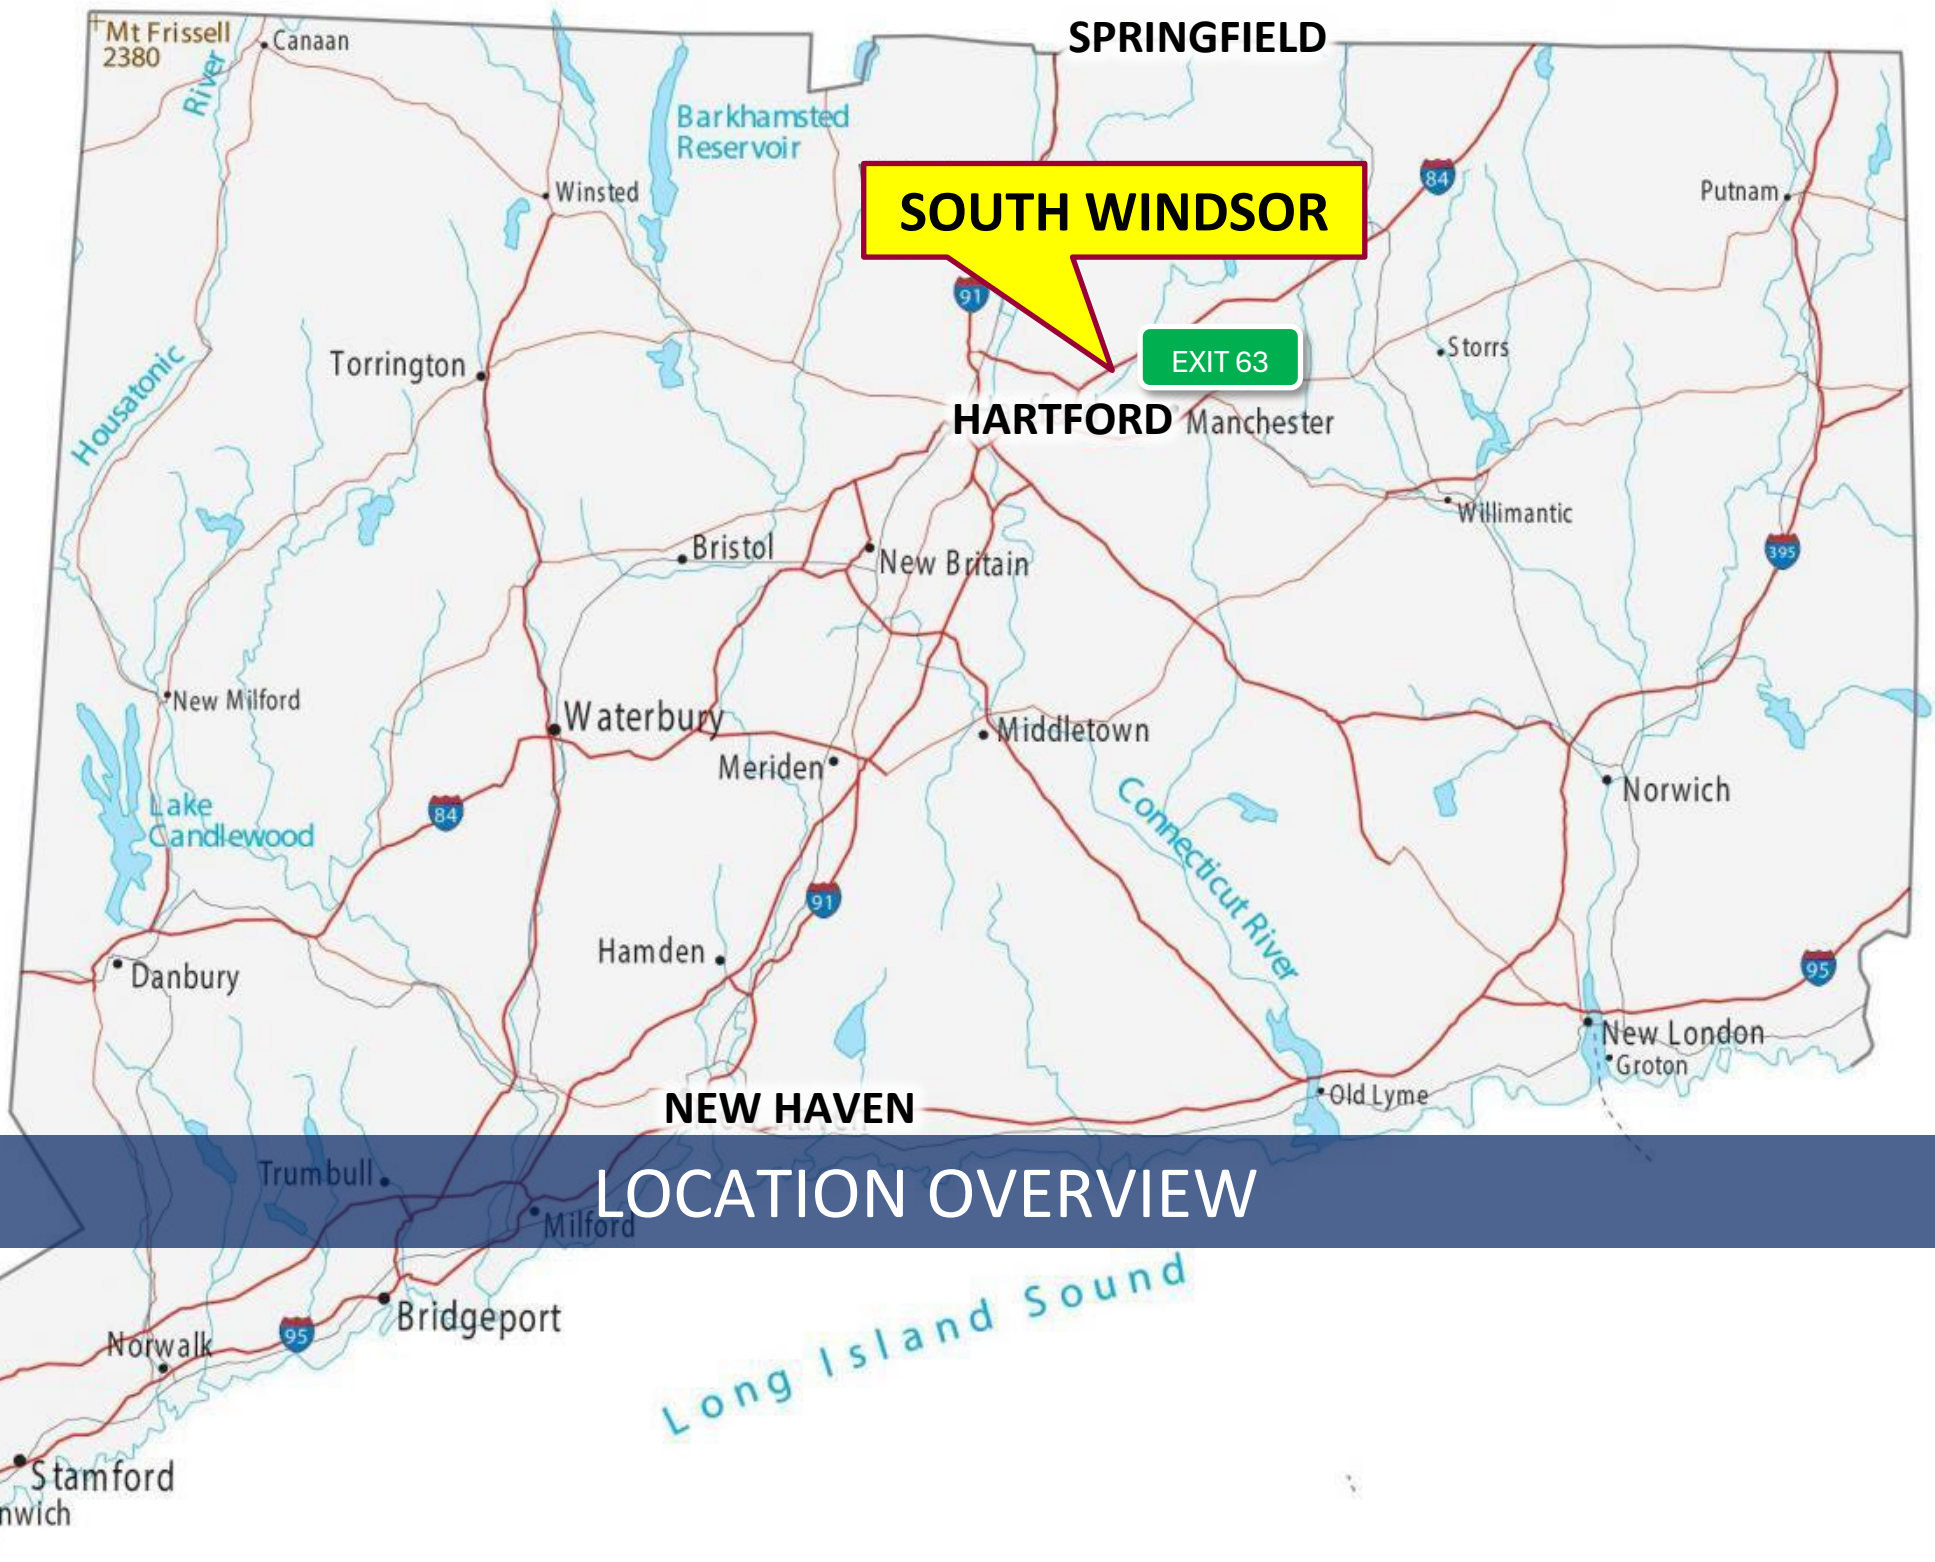 Mt Frissell
2380
Canaan
SPRINGFIELD
River
Barkhamsted
Reservoir
84
Winsted
SOUTH WINDSOR
Putnam
91
Housatonic
Torrington
EXIT 63
Storrs
HARTFORD
Manchester
Willimantic
Bristol
New Britain
395
New Milford
Waterbury
Middletown
Meriden
Norwich
Lake
Candlewood
84
Connecticut River
91
Hamden
Danbury
95
New London
Groton
Old Lyme
NEW HAVEN
Trumbull
LOCATION OVERVIEW
Milford
Long Island Sound
Bridgeport
95
Norwalk
Stamford
nwich